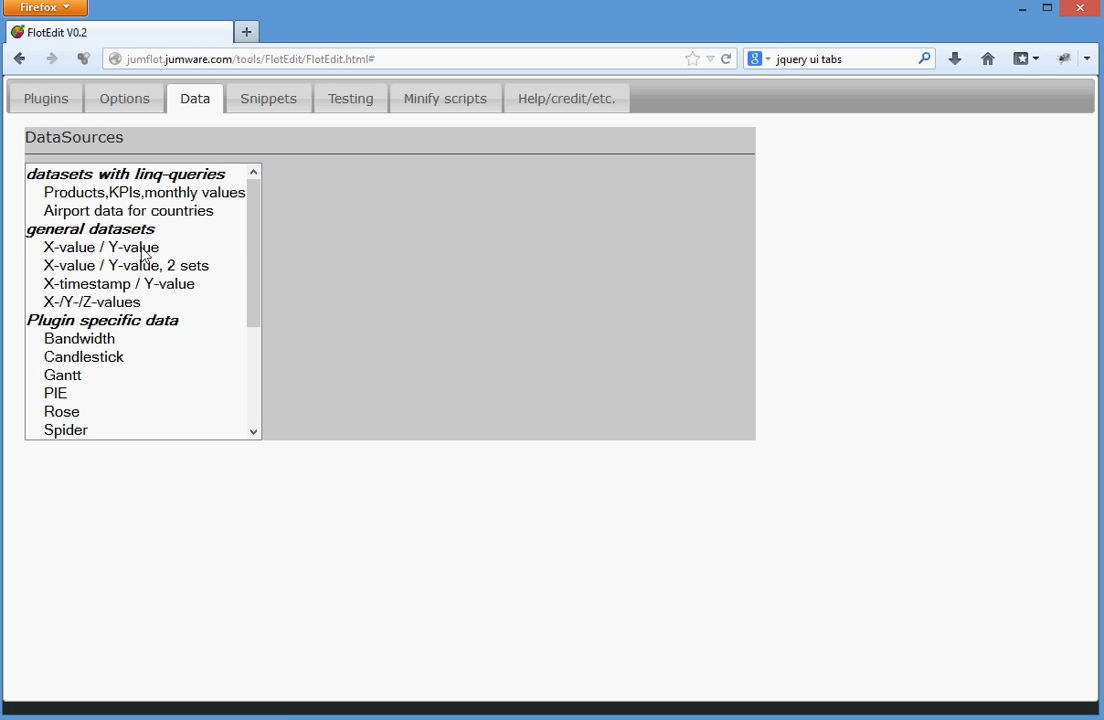 Firefox
FlotEdit V0.2
jumflot.jumware.com/tools/FlotEdit/FlotEdit.html#
jquery ui tabs
Plugins
Options
Data
Snippets
Testing
Minify scripts
Help/credit/etc.
DataSources
datasets with linq-queries
Products,KPIs,monthly values
Airport data for countries
general datasets
X-value / Y-value
X-value / Y-value, 2 sets
X-timestamp / Y-value
X-/Y-/Z-values
Plugin specific data
Bandwidth
Candlestick
Gantt
PIE
Rose
Spider